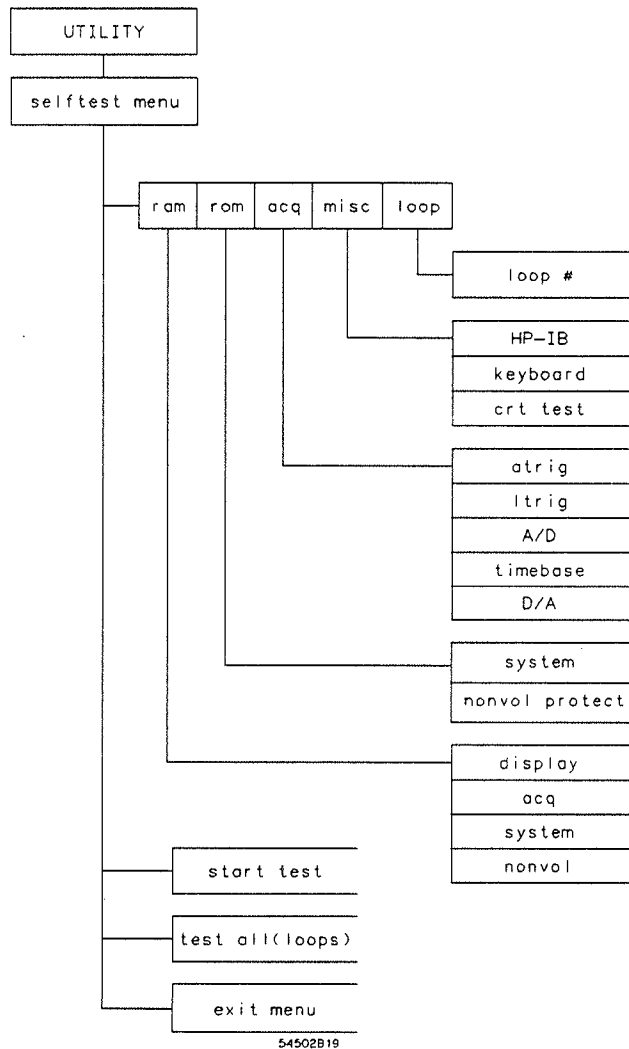 UTILITY
selftest menu
ram rom acq misc loop
loop #
HP-IB
keyboard
crt test
atrig
ltrig
A/D
timebase
D/A
system
nonvol protect
display
acq
system
nonvol
start test
test all(loops)
exit menu
54502B19